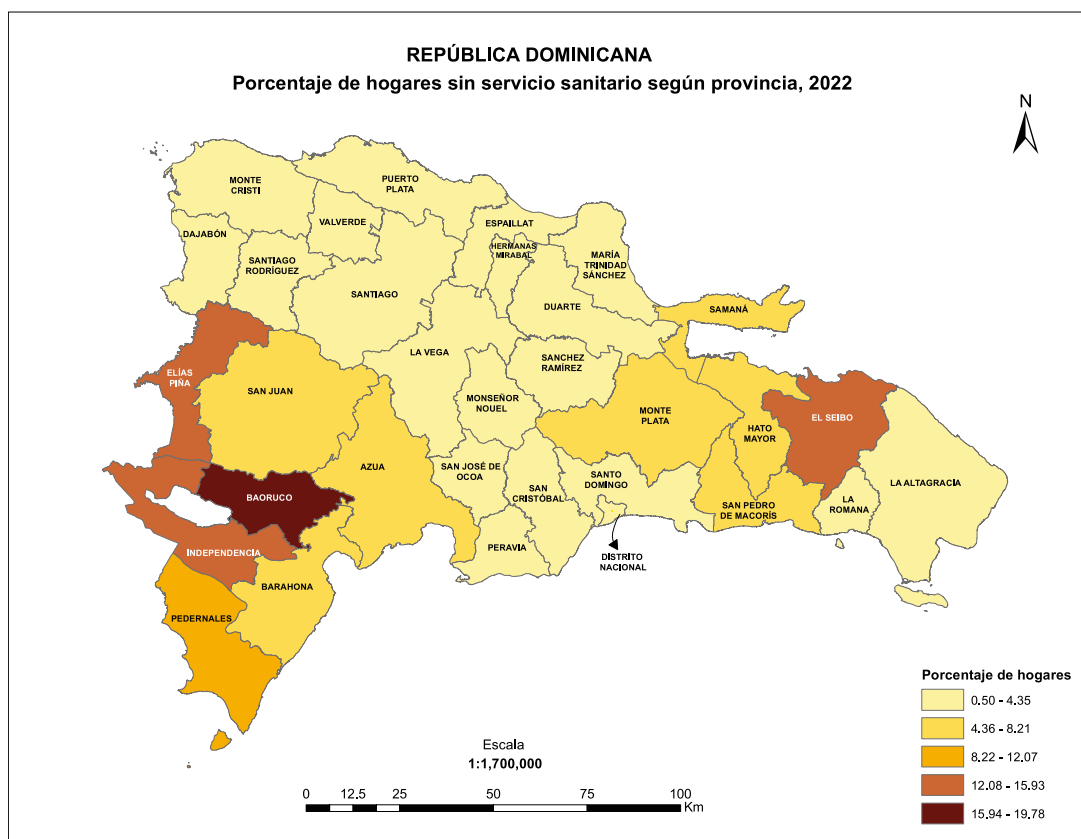 REPÚBLICA DOMINICANA
Porcentaje de hogares sin servicio sanitario según provincia, 2022
N
MONTE
CRISTI
PUERTO
PLATA
VALVERDE
ESPAILLAT
DAJABÓN
HERMANAS
MIRABAL
SANTIAGO
RODRÍGUEZ
MARÍA
TRINIDAD
SÁNCHEZ
SANTIAGO
DUARTE
SAMANÁ
LA VEGA
SANCHEZ
RAMÍREZ
ELÍAS
PIÑA
SAN JUAN
MONSEÑOR
NOUEL
MONTE
PLATA
EL SEIBO
HATO
MAYOR
AZUA
SAN JOSÉ DE
OCOA
SANTO
DOMINGO
LA ALTAGRACIA
BAORUCO
SAN
CRISTÓBAL
LA
ROMANA
SAN PEDRO
DE MACORÍS
PERAVIA
INDEPENDENCIA
DISTRITO
NACIONAL
BARAHONA
PEDERNALES
Porcentaje de hogares
0.50 - 4.35
4.36 - 8.21
8.22 - 12.07
12.08 - 15.93
15.94 - 19.78
Escala
1:1,700,000
0 12.5 25 50 75 100
Km